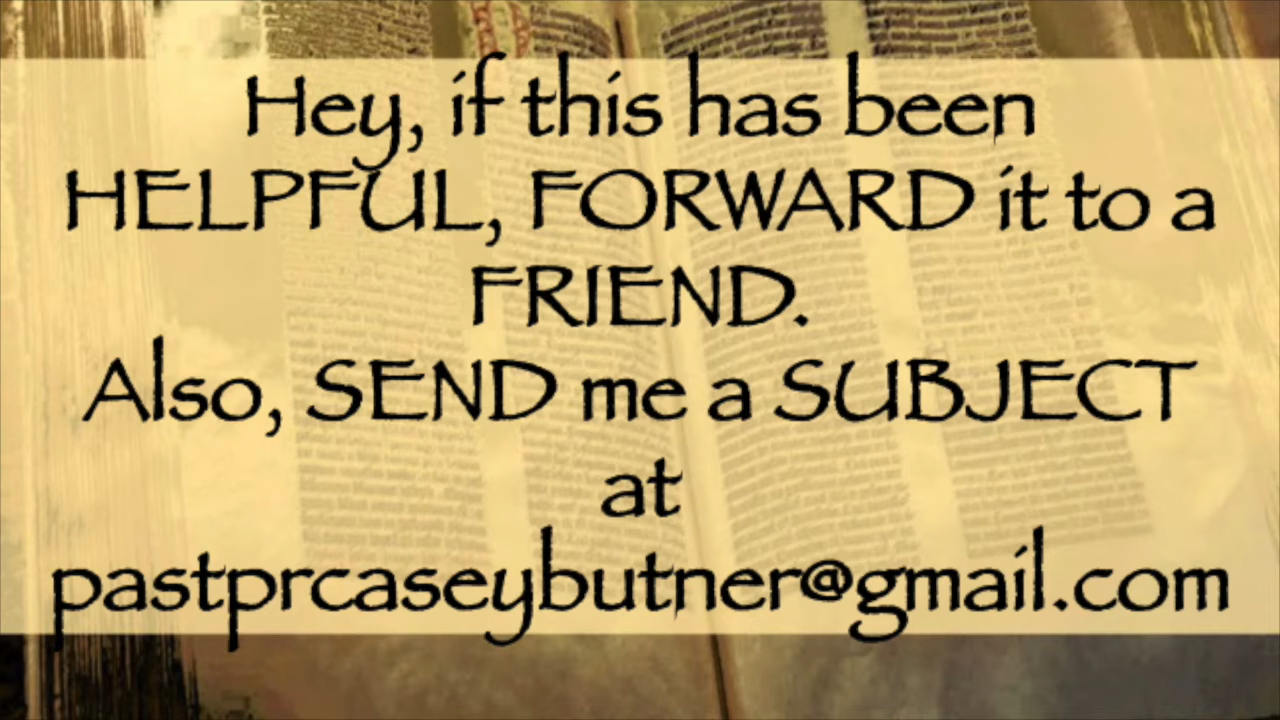 Hey, if this has been
HELPFUL, FORWARD it to a
FRIEND.
Also, SEND me a SUBJECT
at
pastprcaseybutner@gmail.com